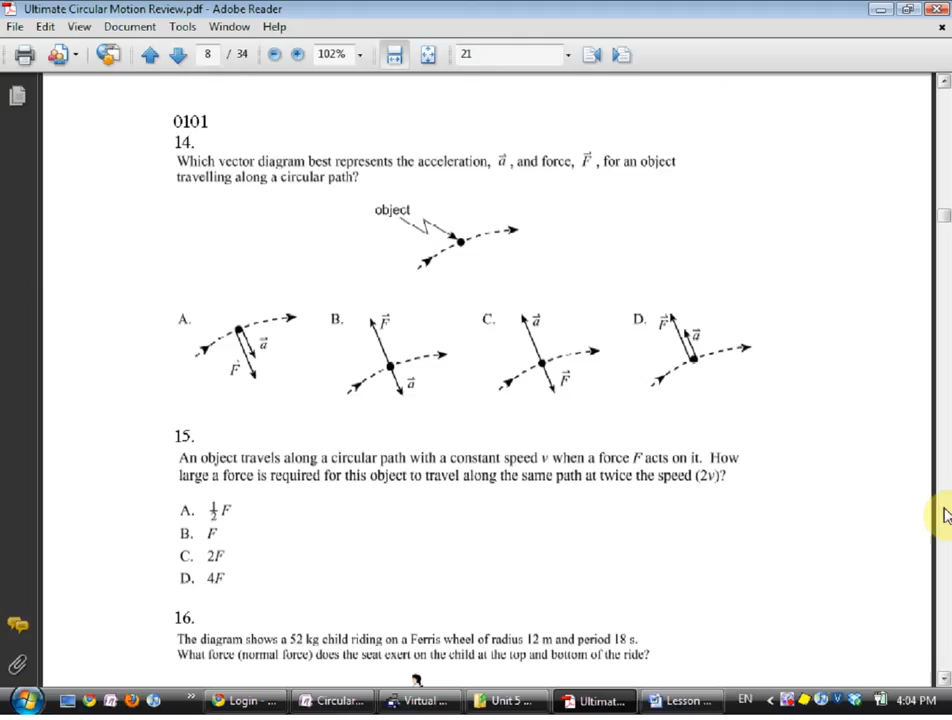 Ultimate Circular Motion Review.pdf - Adobe Reader
File Edit View Document Tools Window Help
8 / 34 102% 21
0101
14.
Which vector diagram best represents the acceleration, a⃗, and force, F⃗, for an object
travelling along a circular path?
object
A. B. C. D.
F⃗ a⃗ F⃗ a⃗
a⃗ F⃗ a⃗ F⃗
15.
An object travels along a circular path with a constant speed v when a force F acts on it. How
large a force is required for this object to travel along the same path at twice the speed (2v)?
A. ½F
B. F
C. 2F
D. 4F
16.
The diagram shows a 52 kg child riding on a Ferris wheel of radius 12 m and period 18 s.
What force (normal force) does the seat exert on the child at the top and bottom of the ride?
Login - ... Circular... Virtual ... Unit 5 ... Ultimat... Lesson ... EN 4:04 PM